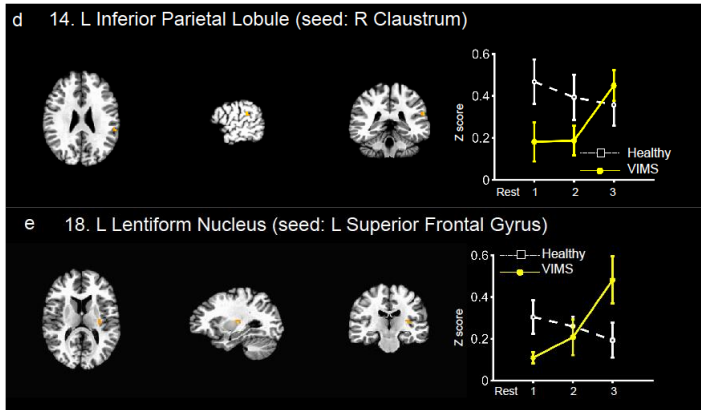 d 14. L Inferior Parietal Lobule (seed: R Claustrum)
0.6
0.4
0.2
0
Z score
Healthy
VIMS
Rest 1 2 3
e 18. L Lentiform Nucleus (seed: L Superior Frontal Gyrus)
0.6
0.4
0.2
0
Z score
Healthy
VIMS
Rest 1 2 3